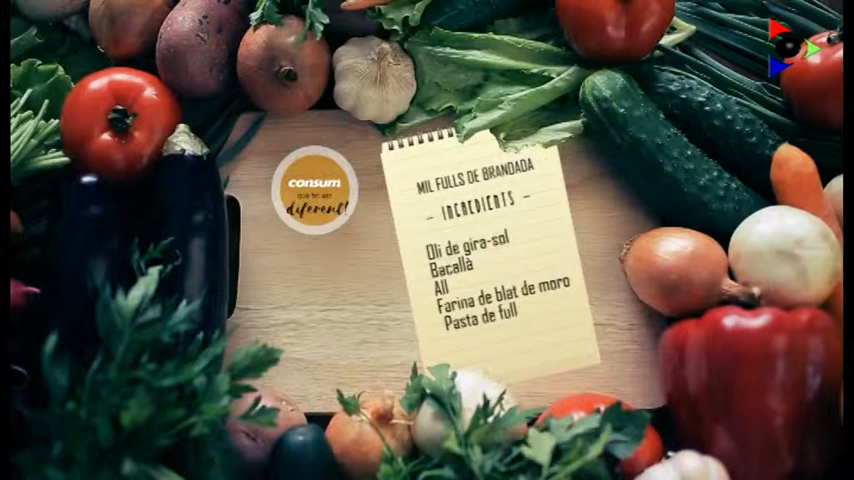 consum
que bé ser
diferent!
MIL FULLS DE BRANDADA
- INGREDIENTS -
Oli de gira-sol
Bacallà
All
Farina de blat de moro
Pasta de full